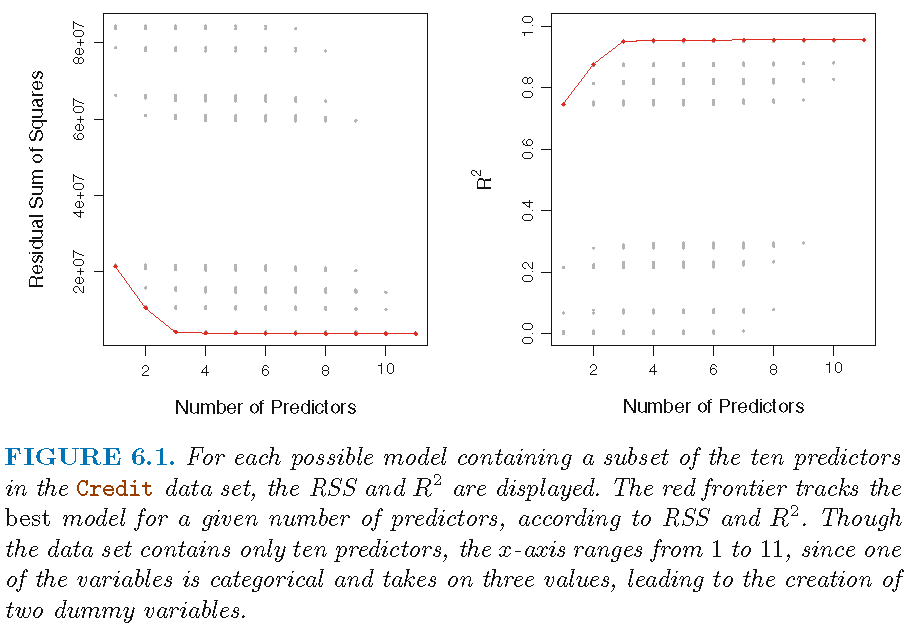 Residual Sum of Squares
2e+07 4e+07 6e+07 8e+07
2 4 6 8 10
Number of Predictors
R²
0.0 0.2 0.4 0.6 0.8 1.0
2 4 6 8 10
Number of Predictors
FIGURE 6.1. For each possible model containing a subset of the ten predictors
in the Credit data set, the RSS and R² are displayed. The red frontier tracks the
best model for a given number of predictors, according to RSS and R². Though
the data set contains only ten predictors, the x-axis ranges from 1 to 11, since one
of the variables is categorical and takes on three values, leading to the creation of
two dummy variables.